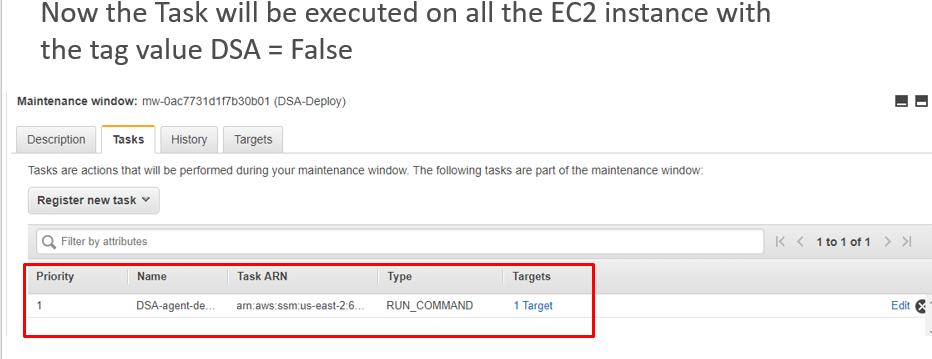 Now the Task will be executed on all the EC2 instance with
the tag value DSA = False
Maintenance window: mw-0ac7731d1f7b30b01 (DSA-Deploy)
Description Tasks History Targets
Tasks are actions that will be performed during your maintenance window. The following tasks are part of the maintenance window:
Register new task
Filter by attributes 1 to 1 of 1
Priority Name Task ARN Type Targets
1 DSA-agent-de... arn:aws:ssm:us-east-2:6... RUN_COMMAND 1 Target Edit